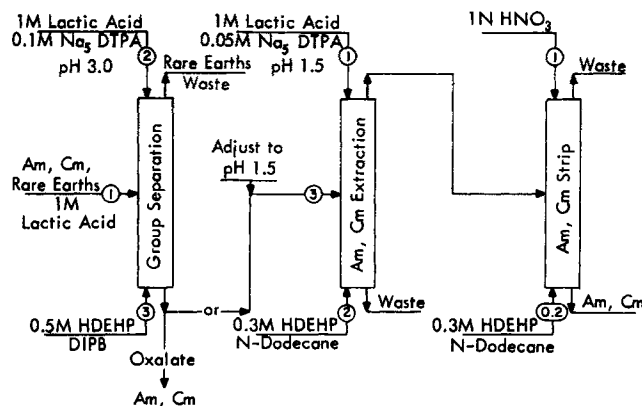 1M Lactic Acid
0.1M Na5 DTPA
pH 3.0
2
Rare Earths
Waste
Am, Cm,
Rare Earths
1M
Lactic Acid
1
Group Separation
0.5M HDEHP
DIPB
3
or
Oxalate
Am, Cm
1M Lactic Acid
0.05M Na5 DTPA
pH 1.5
1
Adjust to
pH 1.5
3
Am, Cm Extraction
0.3M HDEHP
N-Dodecane
2
Waste
1N HNO3
1
Waste
Am, Cm Strip
0.3M HDEHP
N-Dodecane
0.2
Am, Cm